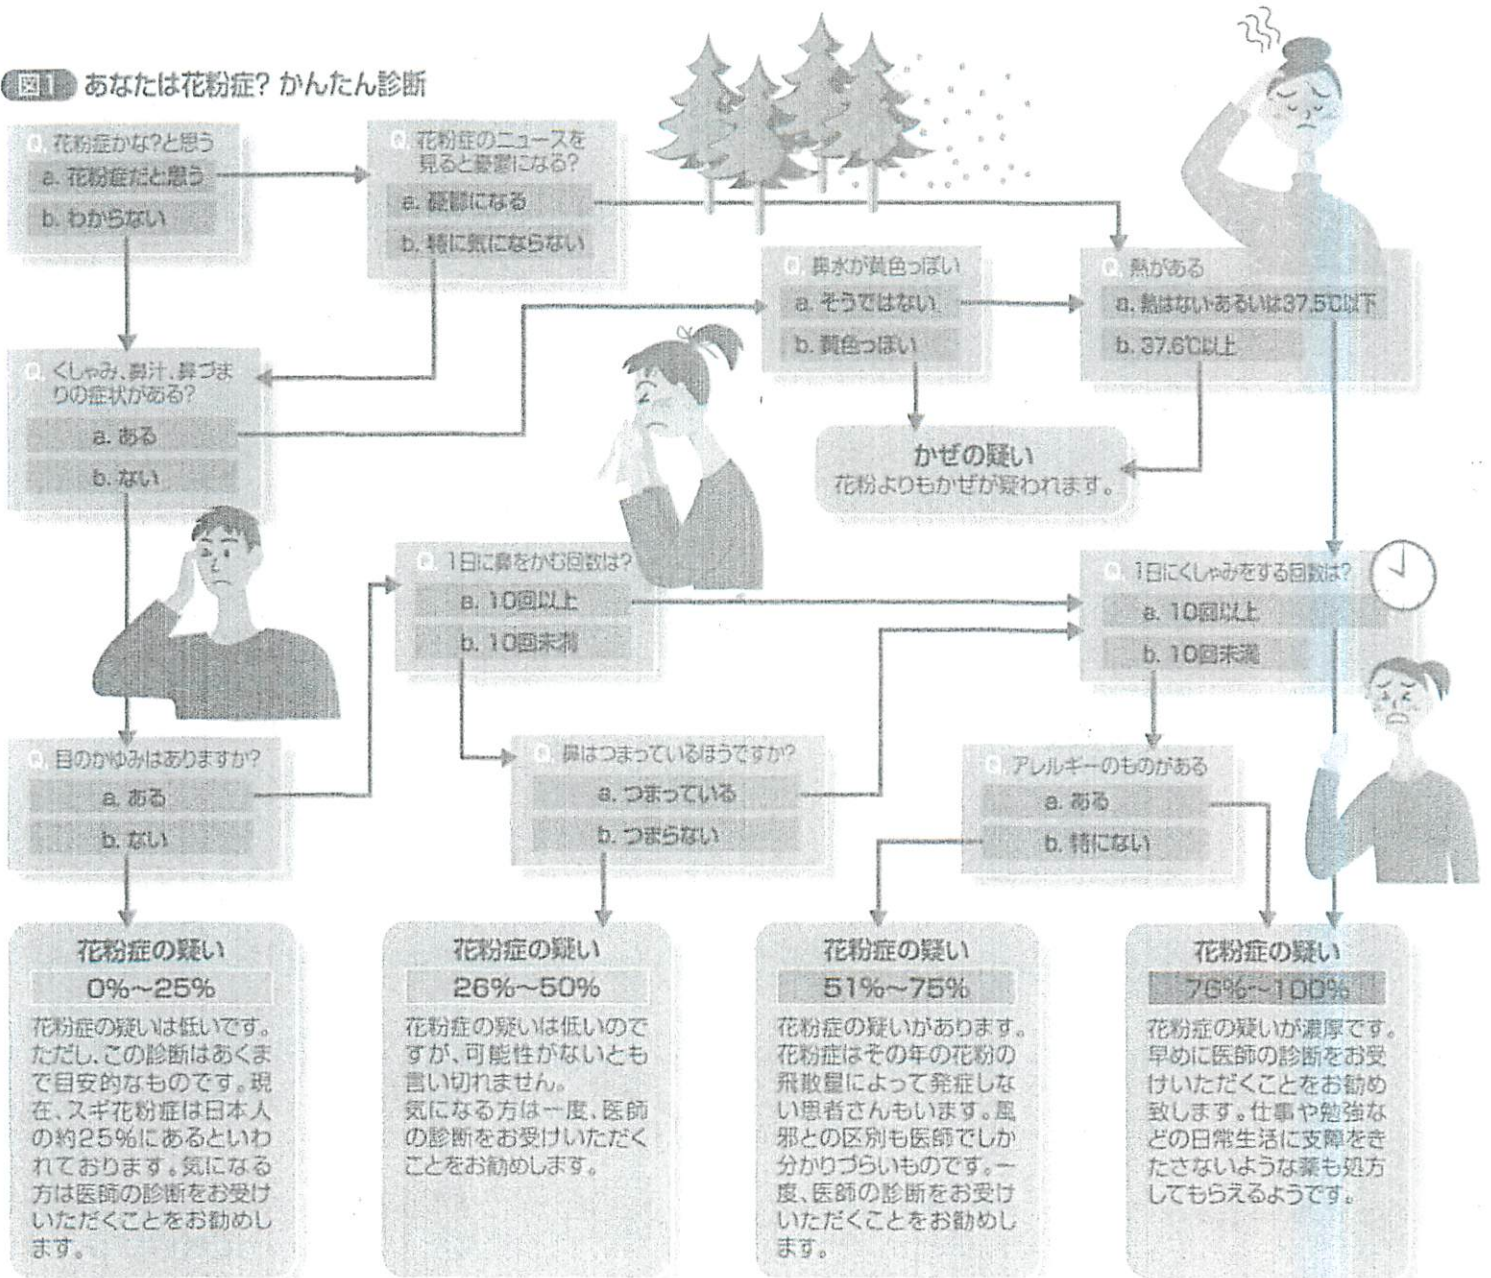 図1 あなたは花粉症? かんたん診断
Q. 花粉症かな?と思う
a. 花粉症だと思う
b. わからない
Q. 花粉症のニュースを
見ると憂鬱になる?
a. 憂鬱になる
b. 特に気にならない
Q. 鼻水が黄色っぽい
a. そうではない
b. 黄色っぽい
Q. 熱がある
a. 熱はない・あるいは37.5℃以下
b. 37.6℃以上
Q. くしゃみ、鼻汁、鼻づま
りの症状がある?
a. ある
b. ない
かぜの疑い
花粉よりもかぜが疑われます。
Q. 1日に鼻をかむ回数は?
a. 10回以上
b. 10回未満
Q. 1日にくしゃみをする回数は?
a. 10回以上
b. 10回未満
Q. 目のかゆみはありますか?
a. ある
b. ない
Q. 鼻はつまっているほうですか?
a. つまっている
b. つまらない
Q. アレルギーのものがある
a. ある
b. 特にない
花粉症の疑い
0%~25%
花粉症の疑いは低いです。
ただし、この診断はあくま
で目安的なものです。現
在、スギ花粉症は日本人
の約25%にあるといわ
れております。気になる
方は医師の診断をお受け
いただくことをお勧めし
ます。
花粉症の疑い
26%~50%
花粉症の疑いは低いので
すが、可能性がないとも
言い切れません。
気になる方は一度、医師
の診断をお受けいただく
ことをお勧めします。
花粉症の疑い
51%~75%
花粉症の疑いがあります。
花粉症はその年の花粉の
飛散量によって発症しな
い患者さんもいます。風
邪との区別も医師でしか
分かりづらいものです。一
度、医師の診断をお受け
いただくことをお勧めし
ます。
花粉症の疑い
76%~100%
花粉症の疑いが濃厚です。
早めに医師の診断をお受
けいただくことをお勧め
致します。仕事や勉強な
どの日常生活に支障をき
たさないような薬も処方
してもらえるようです。